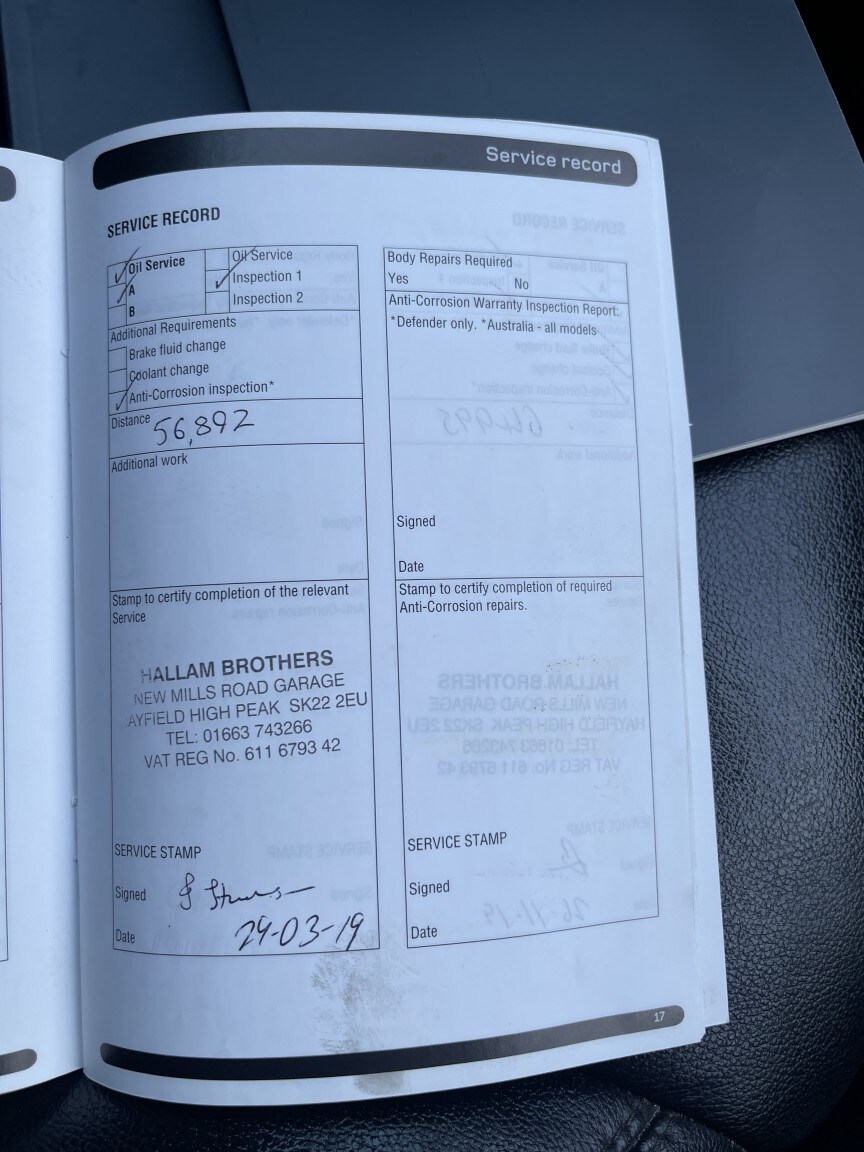 Service record
SERVICE RECORD
Oil Service
A
B
Oil Service
Inspection 1
Inspection 2
Additional Requirements
Brake fluid change
Coolant change
Anti-Corrosion inspection*
Distance 56,892
Additional work
Stamp to certify completion of the relevant
Service
HALLAM BROTHERS
NEW MILLS ROAD GARAGE
AYFIELD HIGH PEAK SK22 2EU
TEL: 01663 743266
VAT REG No. 611 6793 42
SERVICE STAMP
Signed
Date 29-03-19
Body Repairs Required
Yes No
Anti-Corrosion Warranty Inspection Report:
*Defender only. *Australia - all models
Signed
Date
Stamp to certify completion of required
Anti-Corrosion repairs.
SERVICE STAMP
Signed
Date
17